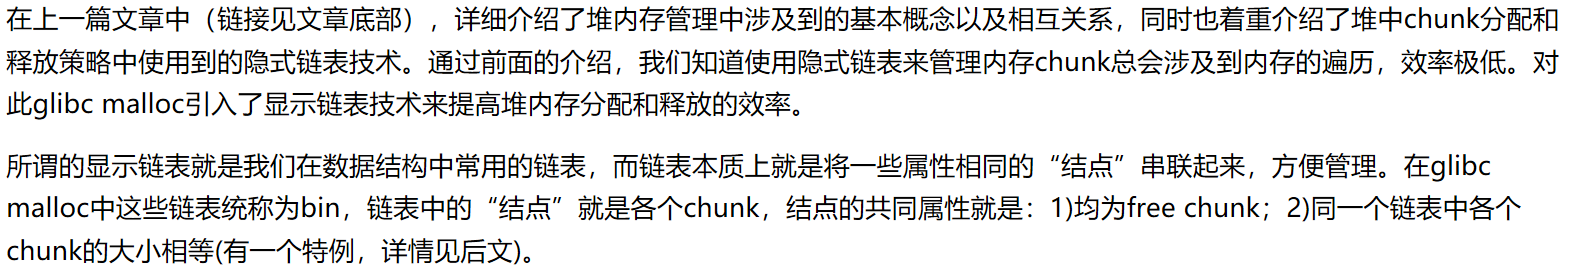 在上一篇文章中（链接见文章底部），详细介绍了堆内存管理中涉及到的基本概念以及相互关系，同时也着重介绍了堆中chunk分配和
释放策略中使用到的隐式链表技术。通过前面的介绍，我们知道使用隐式链表来管理内存chunk总会涉及到内存的遍历，效率极低。对
此glibc malloc引入了显示链表技术来提高堆内存分配和释放的效率。
所谓的显示链表就是我们在数据结构中常用的链表，而链表本质上就是将一些属性相同的“结点”串联起来，方便管理。在glibc
malloc中这些链表统称为bin，链表中的“结点”就是各个chunk，结点的共同属性就是：1)均为free chunk；2)同一个链表中各个
chunk的大小相等(有一个特例，详情见后文)。